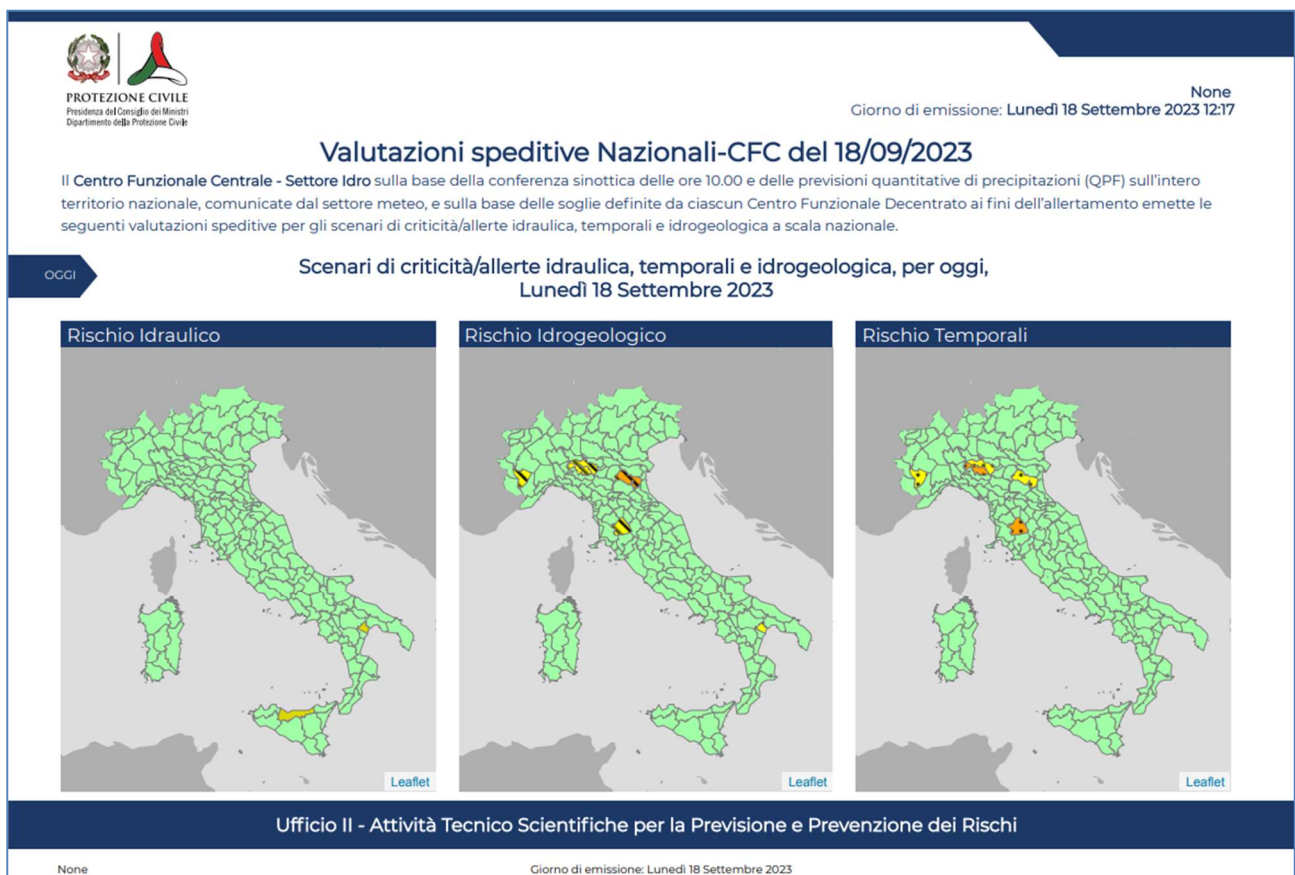 PROTEZIONE CIVILE
Presidenza del Consiglio dei Ministri
Dipartimento della Protezione Civile
None
Giorno di emissione: Lunedì 18 Settembre 2023 12:17
Valutazioni speditive Nazionali-CFC del 18/09/2023
Il Centro Funzionale Centrale - Settore Idro sulla base della conferenza sinottica delle ore 10.00 e delle previsioni quantitative di precipitazioni (QPF) sull'intero
territorio nazionale, comunicate dal settore meteo, e sulla base delle soglie definite da ciascun Centro Funzionale Decentrato ai fini dell'allertamento emette le
seguenti valutazioni speditive per gli scenari di criticità/allerte idraulica, temporali e idrogeologica a scala nazionale.
OGGI
Scenari di criticità/allerte idraulica, temporali e idrogeologica, per oggi,
Lunedì 18 Settembre 2023
Rischio Idraulico
Rischio Idrogeologico
Rischio Temporali
Leaflet
Leaflet
Leaflet
Ufficio II - Attività Tecnico Scientifiche per la Previsione e Prevenzione dei Rischi
None
Giorno di emissione: Lunedì 18 Settembre 2023